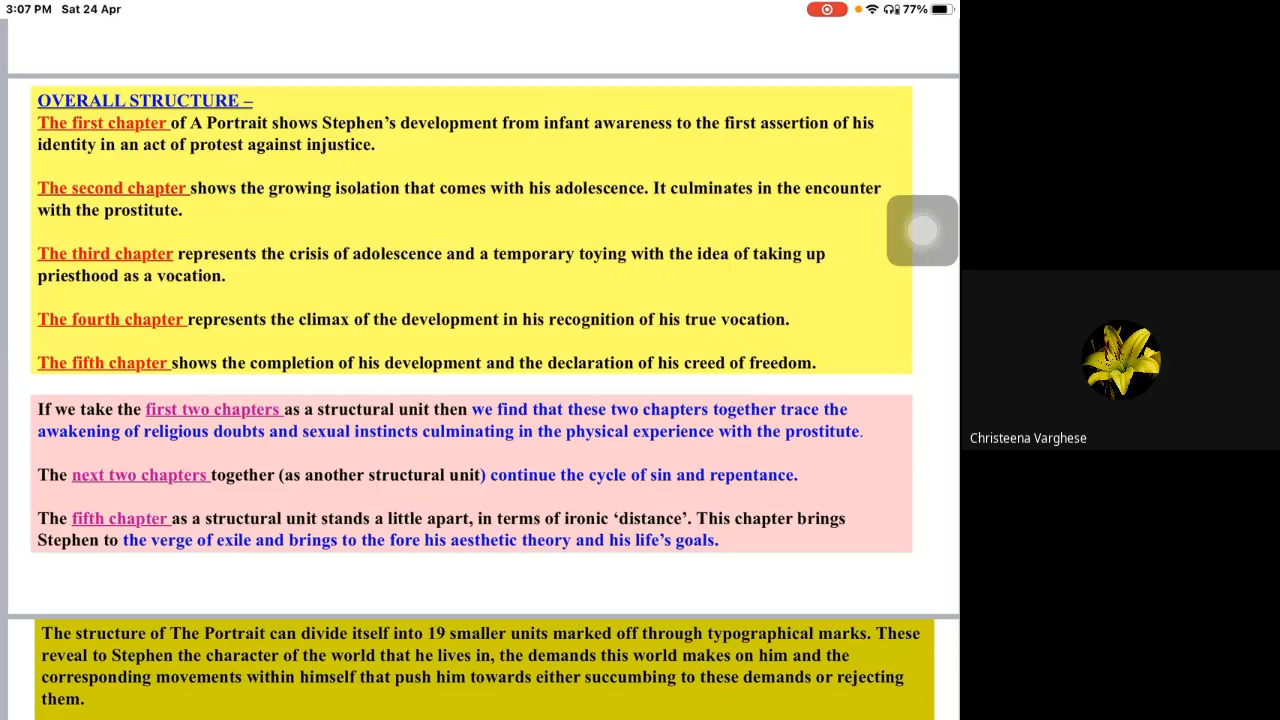 3:07 PM Sat 24 Apr
77%
OVERALL STRUCTURE –
The first chapter of A Portrait shows Stephen’s development from infant awareness to the first assertion of his
identity in an act of protest against injustice.
The second chapter shows the growing isolation that comes with his adolescence. It culminates in the encounter
with the prostitute.
The third chapter represents the crisis of adolescence and a temporary toying with the idea of taking up
priesthood as a vocation.
The fourth chapter represents the climax of the development in his recognition of his true vocation.
The fifth chapter shows the completion of his development and the declaration of his creed of freedom.
If we take the first two chapters as a structural unit then we find that these two chapters together trace the
awakening of religious doubts and sexual instincts culminating in the physical experience with the prostitute.
The next two chapters together (as another structural unit) continue the cycle of sin and repentance.
The fifth chapter as a structural unit stands a little apart, in terms of ironic ‘distance’. This chapter brings
Stephen to the verge of exile and brings to the fore his aesthetic theory and his life’s goals.
The structure of The Portrait can divide itself into 19 smaller units marked off through typographical marks. These
reveal to Stephen the character of the world that he lives in, the demands this world makes on him and the
corresponding movements within himself that push him towards either succumbing to these demands or rejecting
them.
Christeena Varghese